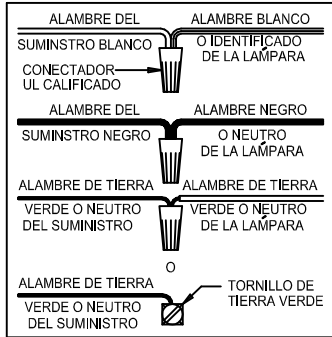 ALAMBRE DEL
SUMINSTRO BLANCO
ALAMBRE BLANCO
O IDENTIFICADO
DE LA LAMPARA
CONECTADOR
UL CALIFICADO
ALAMBRE DEL
SUMINSTRO NEGRO
ALAMBRE NEGRO
O NEUTRO
DE LA LÁMPARA
ALAMBRE DE TIERRA
VERDE O NEUTRO
DEL SUMINISTRO
ALAMBRE DE TIERRA
VERDE O NEUTRO
DE LA LÁMPARA
O
ALAMBRE DE TIERRA
VERDE O NEUTRO
DEL SUMINISTRO
TORNILLO DE
TIERRA VERDE